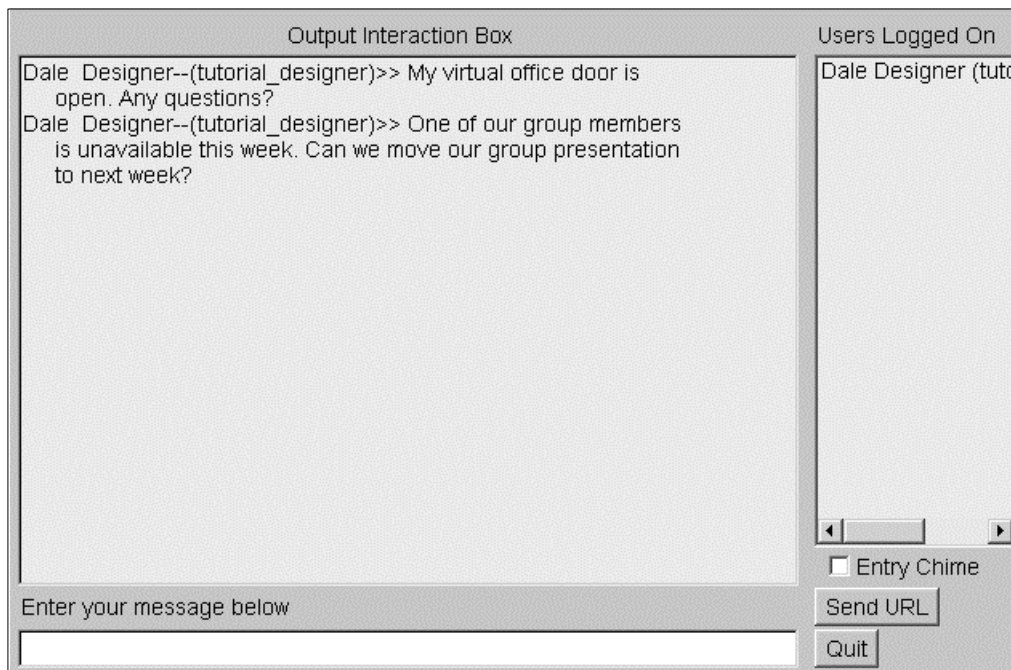 Output Interaction Box
Dale  Designer--(tutorial_designer)>> My virtual office door is
open. Any questions?
Dale  Designer--(tutorial_designer)>> One of our group members
is unavailable this week. Can we move our group presentation
to next week?
Enter your message below
Users Logged On
Dale Designer (tuto
Entry Chime
Send URL
Quit